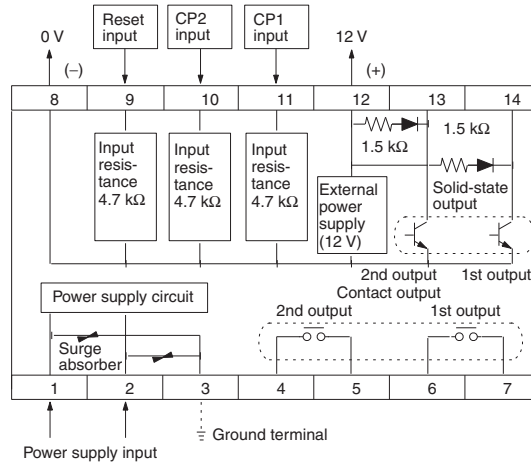 0 V
Reset
input
CP2
input
CP1
input
12 V
(–)
(+)
8 9 10 11 12 13 14
Input
resis-
tance
4.7 kΩ
Input
resis-
tance
4.7 kΩ
Input
resis-
tance
4.7 kΩ
1.5 kΩ
1.5 kΩ
External
power
supply
(12 V)
Solid-state
output
2nd output
1st output
Contact output
Power supply circuit
2nd output
1st output
Surge
absorber
1 2 3 4 5 6 7
Ground terminal
Power supply input